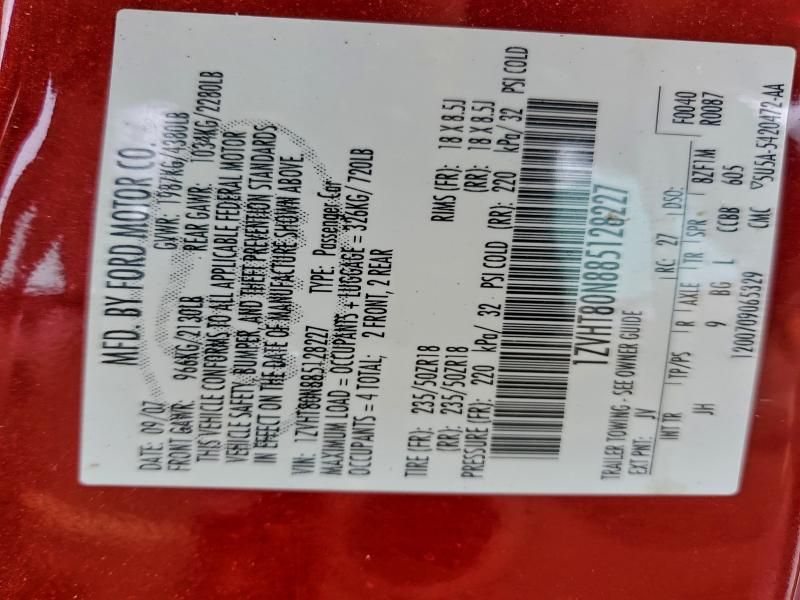 MFD. BY FORD MOTOR CO.
DATE: 09/07 GVWR: 1987KG/4380LB
FRONT GAWR: 966KG/2130LB REAR GAWR: 1034KG/2280LB
THIS VEHICLE CONFORMS TO ALL APPLICABLE FEDERAL MOTOR
VEHICLE SAFETY, BUMPER, AND THEFT PREVENTION STANDARDS
IN EFFECT ON THE DATE OF MANUFACTURE SHOWN ABOVE.
VIN: 1ZVHT80N885128227 TYPE: Passenger Car
MAXIMUM LOAD = OCCUPANTS + LUGGAGE = 326KG/720LB
OCCUPANTS = 4 TOTAL; 2 FRONT, 2 REAR
TIRE (FR): 235/50ZR18 RIMS (FR): 18 X 8.5J
(RR): 235/50ZR18 (RR): 18 X 8.5J
PRESSURE (FR): 220 kPa/ 32 PSI COLD (RR): 220 kPa/ 32 PSI COLD
1ZVHT80N885128227
TRAILER TOWING - SEE OWNER GUIDE F0040
EXT PNT: JV RC: 27 DSO: R0087
INT TR TP/PS R AXLE TR SPR
JH 9 BG L CCBB 605 8ZF1M
1200709065329 CMC 5U5A-5420472-AA